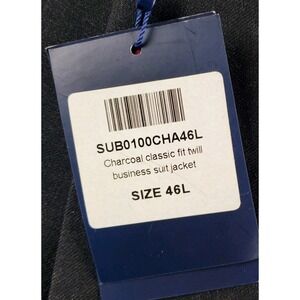 SUB0100CHA46L
Charcoal classic fit twill
business suit jacket
SIZE 46L